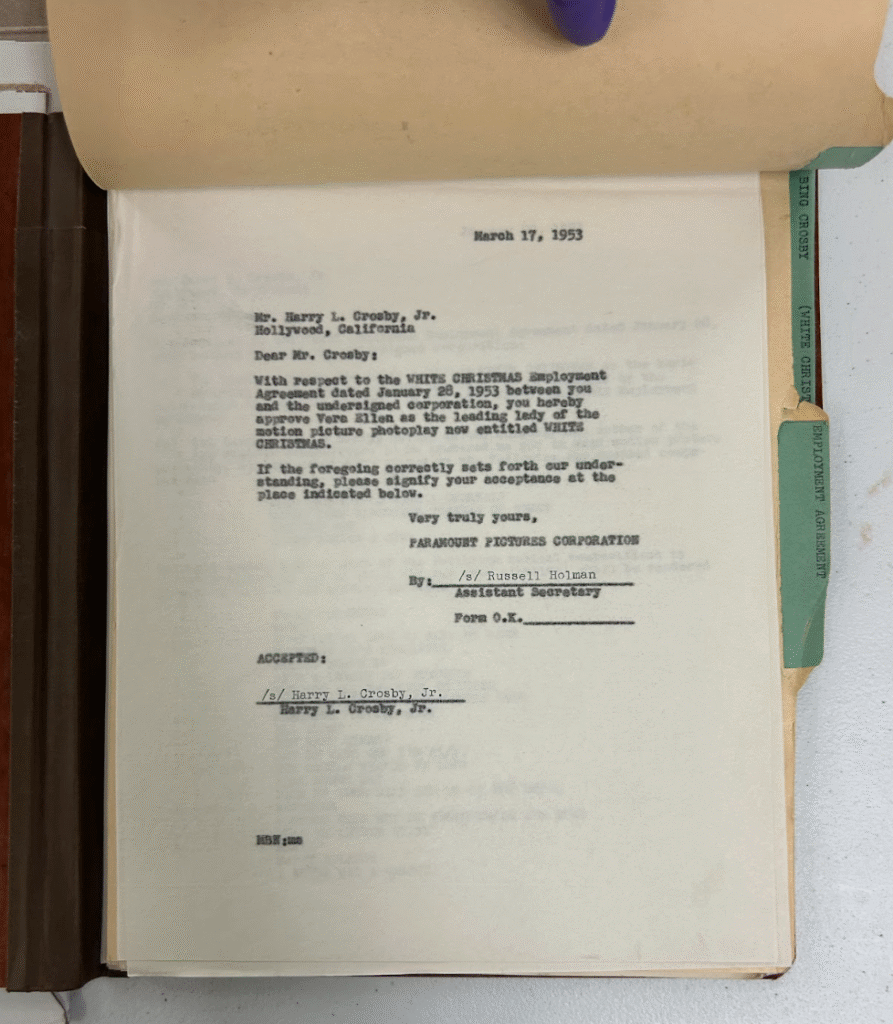 March 17, 1953
Mr. Harry L. Crosby, Jr.
Hollywood, California
Dear Mr. Crosby:
With respect to the WHITE CHRISTMAS Employment
Agreement dated January 28, 1953 between you
and the undersigned corporation, you hereby
approve Vera Ellen as the leading lady of the
motion picture photoplay now entitled WHITE
CHRISTMAS.
If the foregoing correctly sets forth our under-
standing, please signify your acceptance at the
place indicated below.
Very truly yours,
PARAMOUNT PICTURES CORPORATION
By: /s/ Russell Holman
Assistant Secretary
Form O.K.
ACCEPTED:
/s/ Harry L. Crosby, Jr.
Harry L. Crosby, Jr.
MBK:ms
BING CROSBY (WHITE CHRIST
EMPLOYMENT AGREEMENT